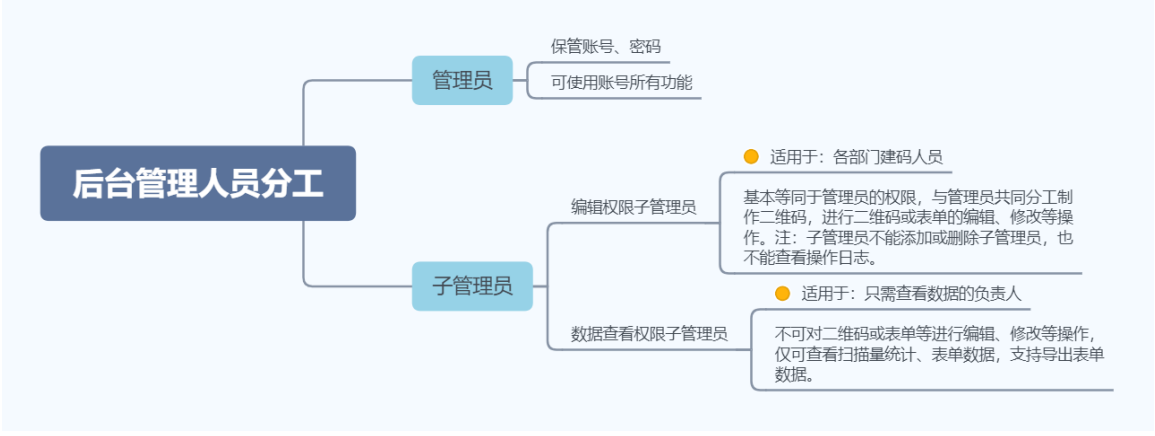 后台管理人员分工
管理员
保管账号、密码
可使用账号所有功能
子管理员
编辑权限子管理员
适用于：各部门建码人员
基本等同于管理员的权限，与管理员共同分工制
作二维码，进行二维码或表单的编辑、修改等操
作。注：子管理员不能添加或删除子管理员，也
不能查看操作日志。
数据查看权限子管理员
适用于：只需查看数据的负责人
不可对二维码或表单等进行编辑、修改等操作，
仅可查看扫描量统计、表单数据，支持导出表单
数据。